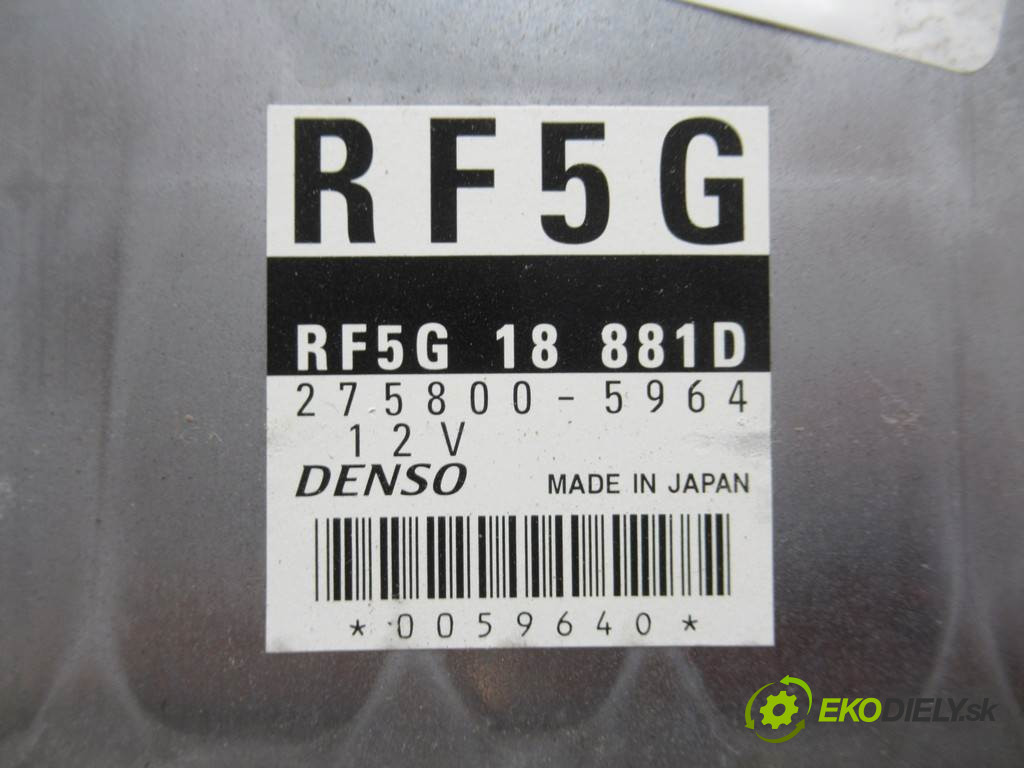 RF5G
RF5G 18 881D
275800-5964
12V
DENSO MADE IN JAPAN
*0059640*
EKODIELY.sk